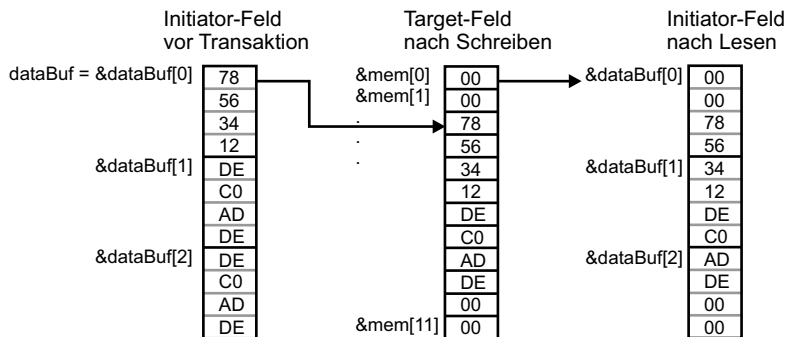 Initiator-Feld
vor Transaktion
Target-Feld
nach Schreiben
Initiator-Feld
nach Lesen
dataBuf = &dataBuf[0] 78 &mem[0] 00 &dataBuf[0] 00
56 &mem[1] 00 00
34 . 78 78
12 . 56 56
&dataBuf[1] DE . 34 &dataBuf[1] 34
C0 12 12
AD DE DE
DE C0 C0
&dataBuf[2] DE AD &dataBuf[2] AD
C0 DE DE
AD 00 00
DE &mem[11] 00 00